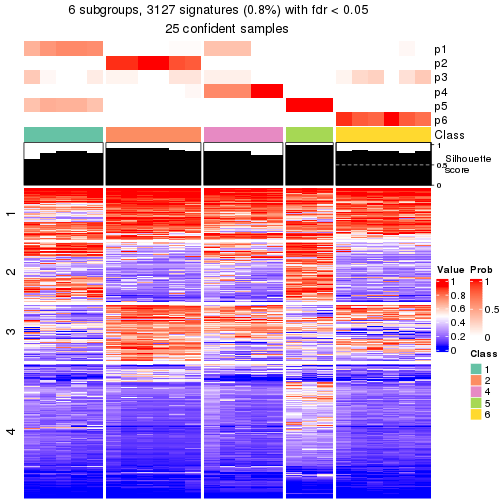 6 subgroups, 3127 signatures (0.8%) with fdr < 0.05
25 confident samples
p1
p2
p3
p4
p5
p6
Class
1
0.5
0
Silhouette
score
1
2
3
4
Value
1
0.8
0.6
0.4
0.2
0
Prob
1
0.5
0
Class
1
2
4
5
6